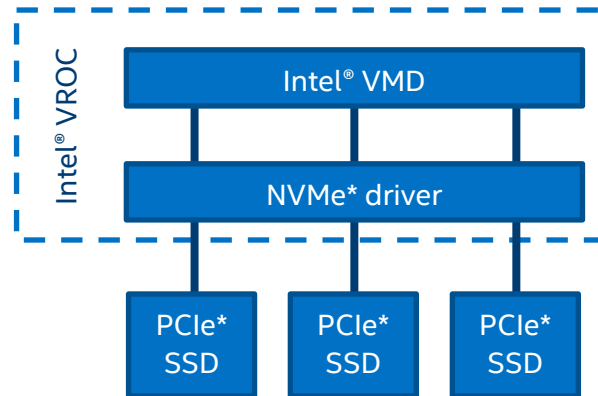 Intel® VROC
Intel® VMD
NVMe* driver
PCIe*
SSD
PCIe*
SSD
PCIe*
SSD